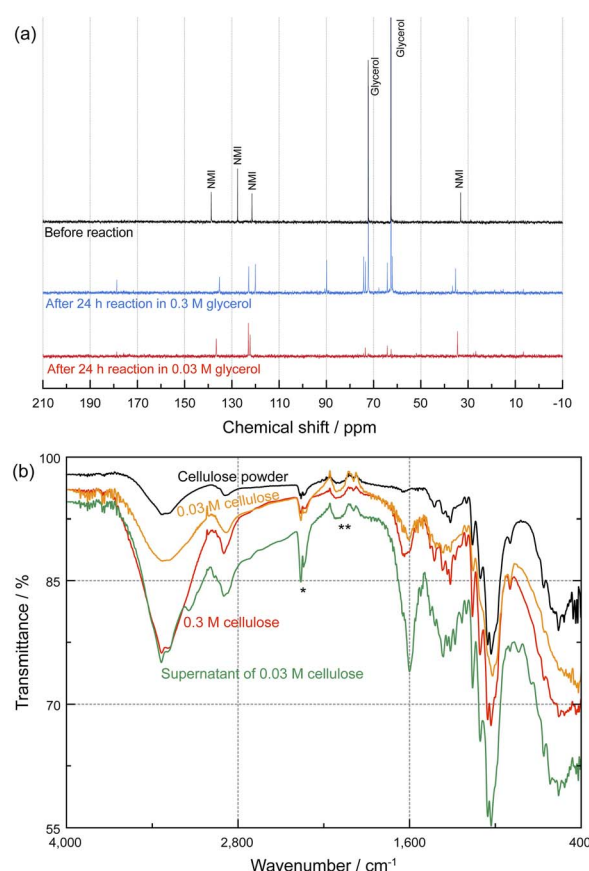 (a)
Glycerol
Glycerol
NMI
NMI
NMI
NMI
Before reaction
After 24 h reaction in 0.3 M glycerol
After 24 h reaction in 0.03 M glycerol
210 190 170 150 130 110 90 70 50 30 10 -10
Chemical shift / ppm
(b)
100
Cellulose powder
0.03 M cellulose
**
85
*
0.3 M cellulose
Supernatant of 0.03 M cellulose
Transmittance / %
70
55
4,000 2,800 1,600 400
Wavenumber / cm⁻¹